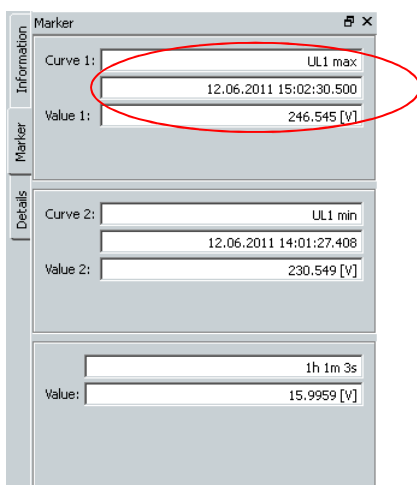 Marker
Information
Marker
Details
Curve 1: UL1 max
12.06.2011 15:02:30.500
Value 1: 246.545 [V]
Curve 2: UL1 min
12.06.2011 14:01:27.408
Value 2: 230.549 [V]
1h 1m 3s
Value: 15.9959 [V]